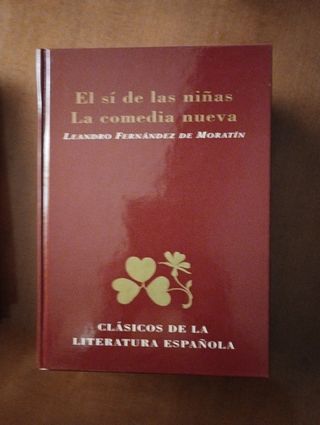 El sí de las niñas
La comedia nueva
LEANDRO FERNÁNDEZ DE MORATÍN
CLÁSICOS DE LA
LITERATURA ESPAÑOLA